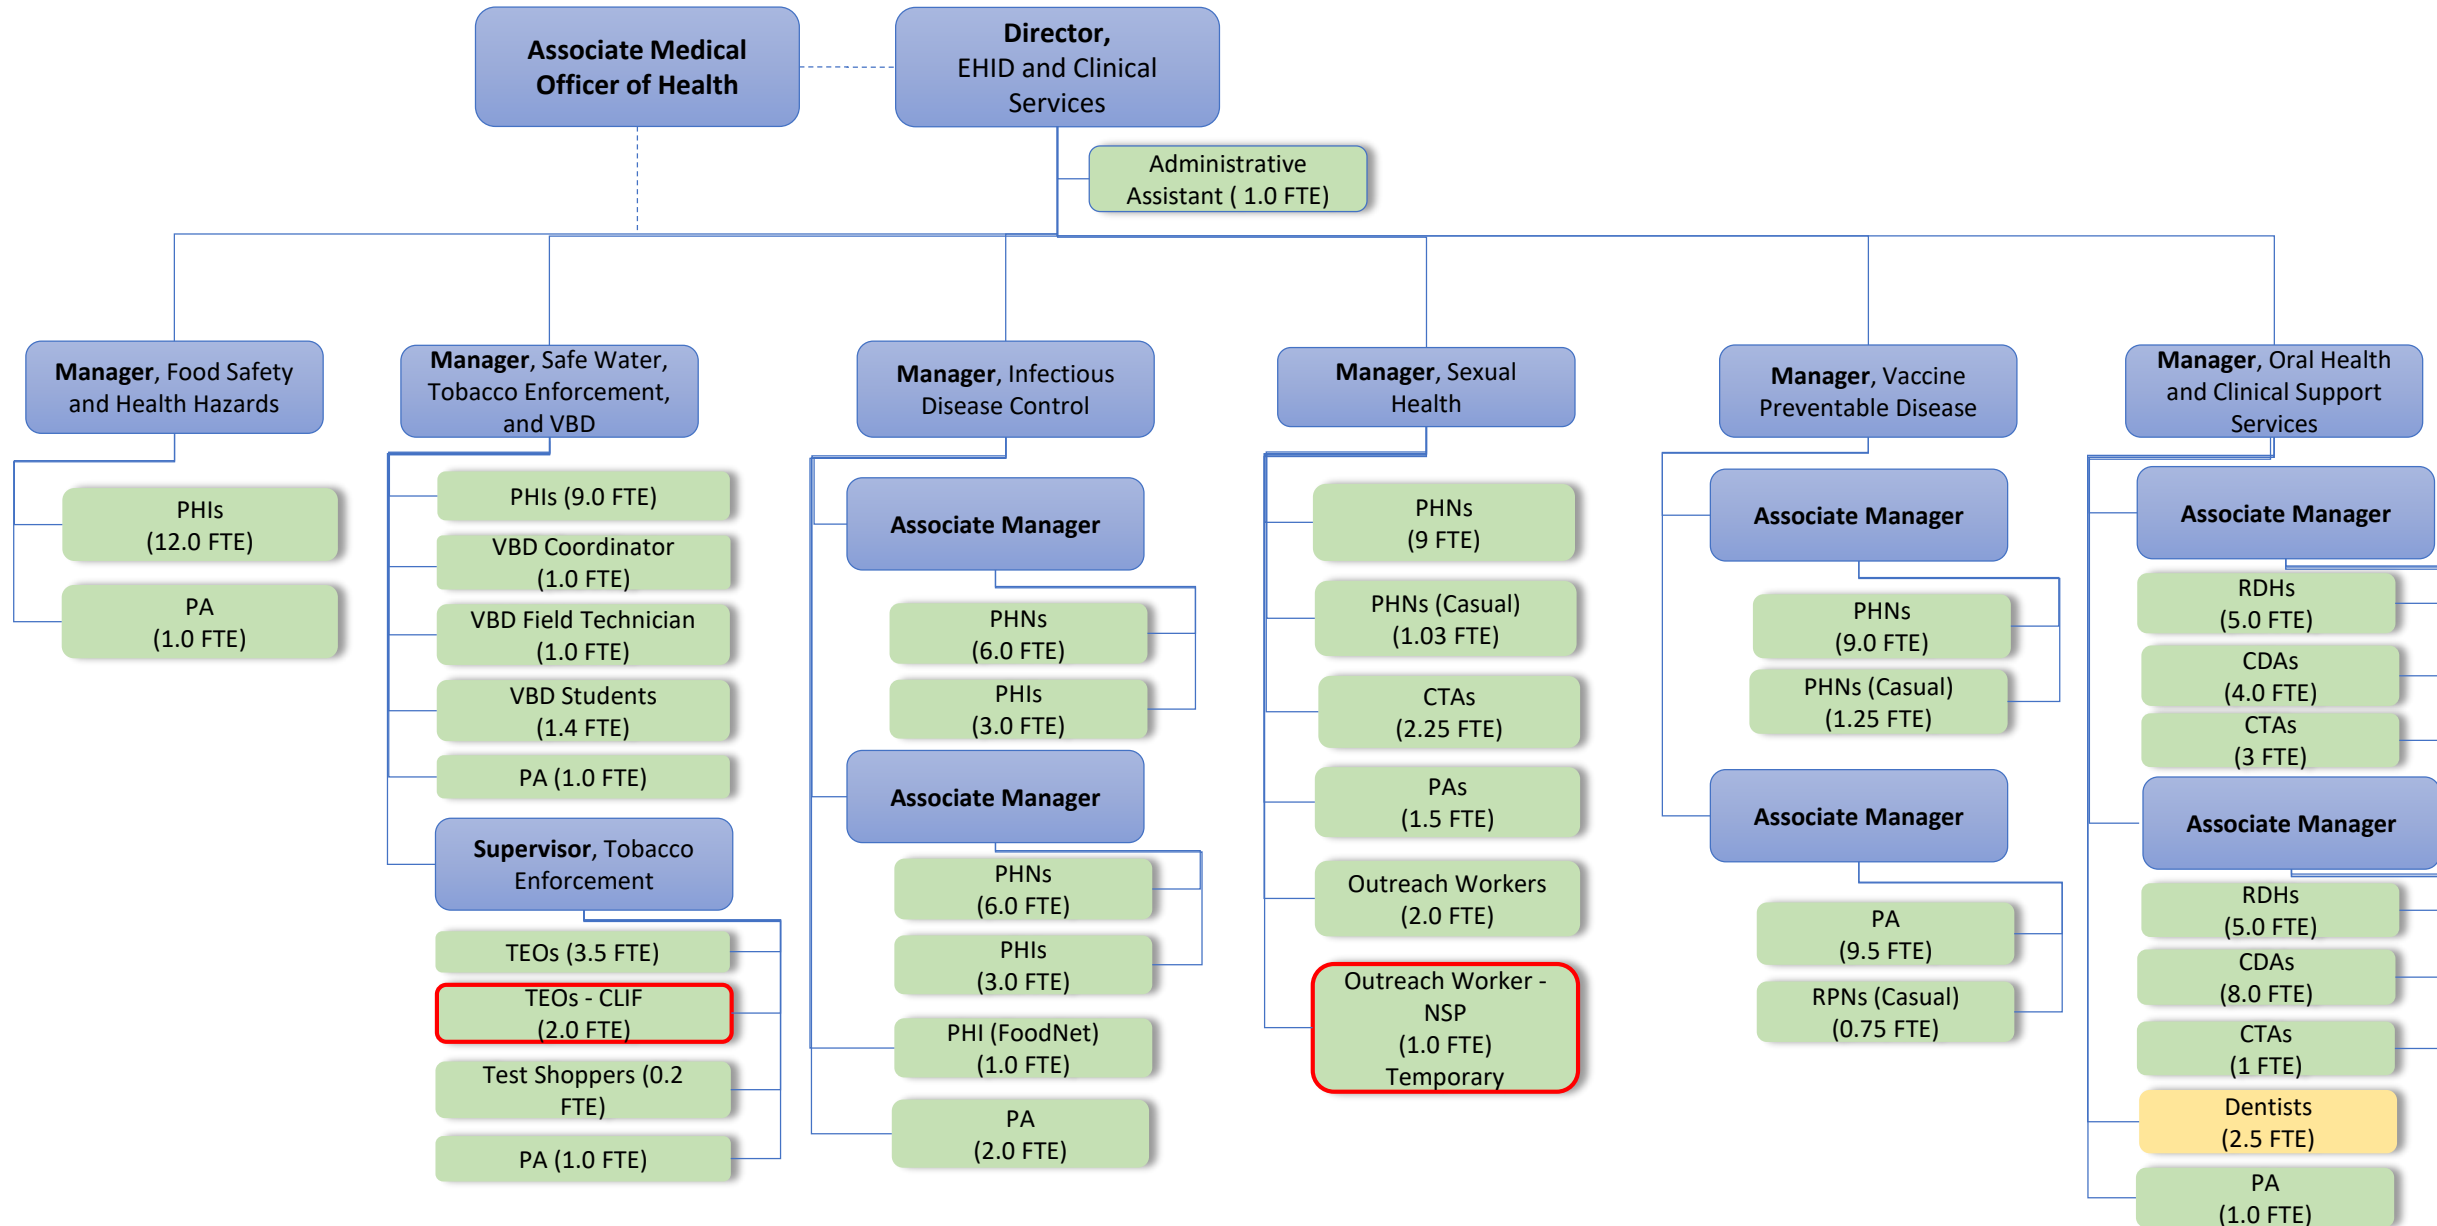 Associate Medical
Officer of Health
Director,
EHID and Clinical
Services
Administrative
Assistant ( 1.0 FTE)
Manager, Food Safety
and Health Hazards
PHIs
(12.0 FTE)
PA
(1.0 FTE)
Manager, Safe Water,
Tobacco Enforcement,
and VBD
PHIs (9.0 FTE)
VBD Coordinator
(1.0 FTE)
VBD Field Technician
(1.0 FTE)
VBD Students
(1.4 FTE)
PA (1.0 FTE)
Supervisor, Tobacco
Enforcement
TEOs (3.5 FTE)
TEOs - CLIF
(2.0 FTE)
Test Shoppers (0.2
FTE)
PA (1.0 FTE)
Manager, Infectious
Disease Control
Associate Manager
PHNs
(6.0 FTE)
PHIs
(3.0 FTE)
Associate Manager
PHNs
(6.0 FTE)
PHIs
(3.0 FTE)
PHI (FoodNet)
(1.0 FTE)
PA
(2.0 FTE)
Manager, Sexual
Health
PHNs
(9 FTE)
PHNs (Casual)
(1.03 FTE)
CTAs
(2.25 FTE)
PAs
(1.5 FTE)
Outreach Workers
(2.0 FTE)
Outreach Worker -
NSP
(1.0 FTE)
Temporary
Manager, Vaccine
Preventable Disease
Associate Manager
PHNs
(9.0 FTE)
PHNs (Casual)
(1.25 FTE)
Associate Manager
PA
(9.5 FTE)
RPNs (Casual)
(0.75 FTE)
Manager, Oral Health
and Clinical Support
Services
Associate Manager
RDHs
(5.0 FTE)
CDAs
(4.0 FTE)
CTAs
(3 FTE)
Associate Manager
RDHs
(5.0 FTE)
CDAs
(8.0 FTE)
CTAs
(1 FTE)
Dentists
(2.5 FTE)
PA
(1.0 FTE)